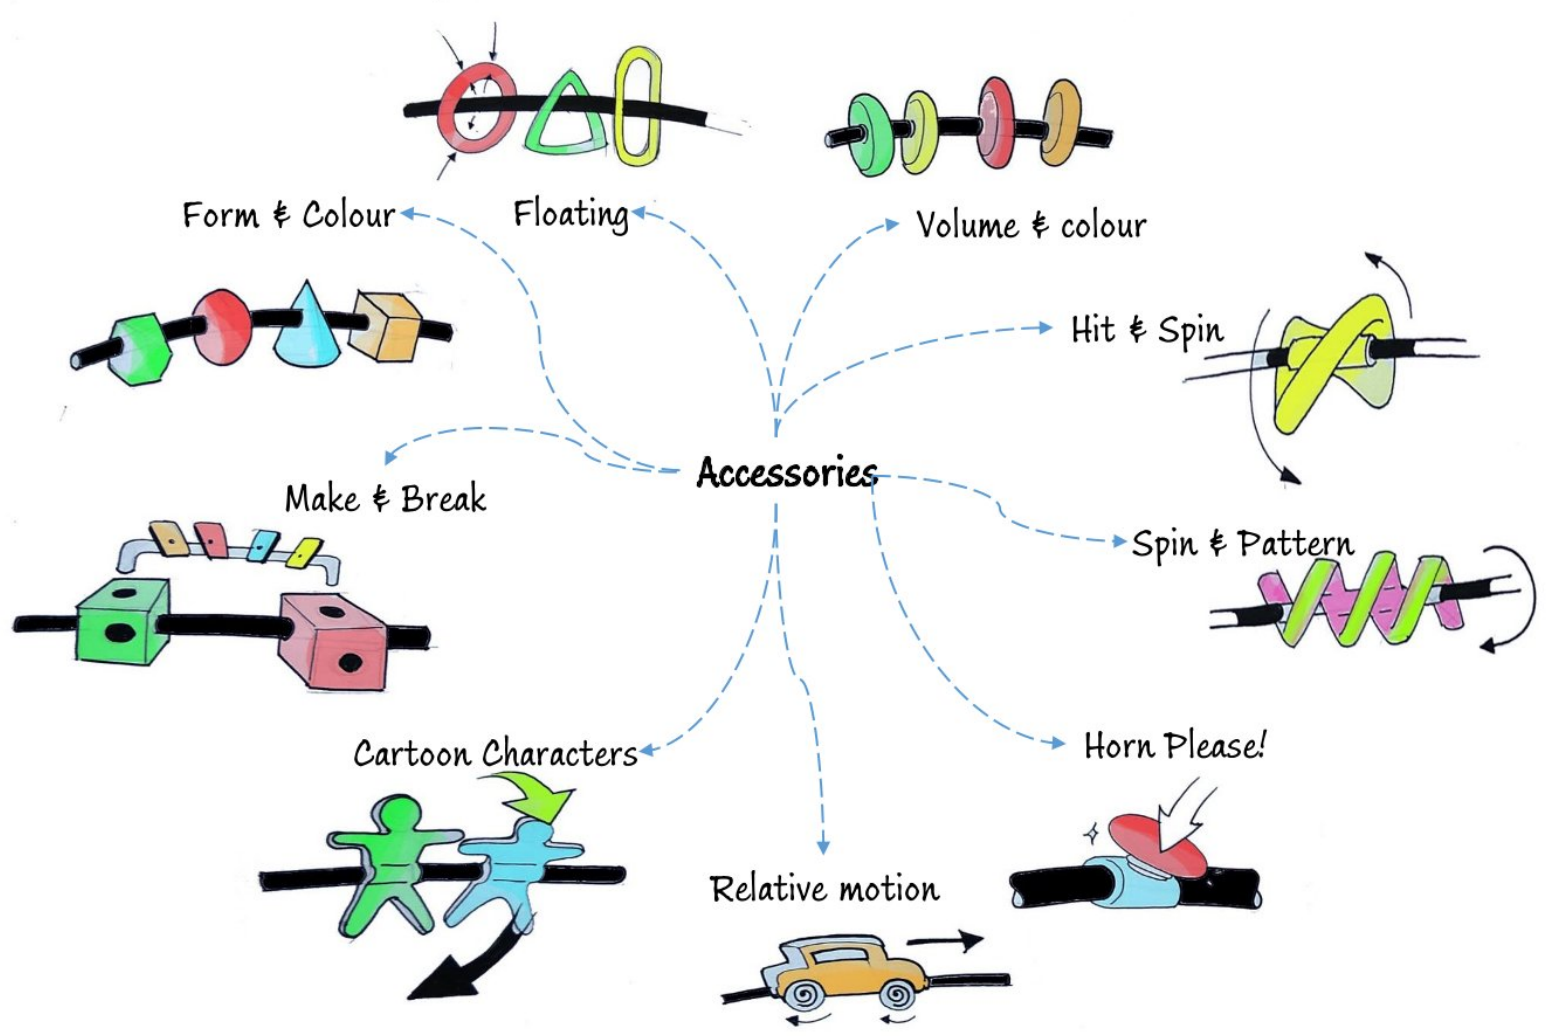 Form & Colour
Floating
Volume & colour
Hit & Spin
Accessories
Make & Break
Spin & Pattern
Cartoon Characters
Horn Please!
Relative motion